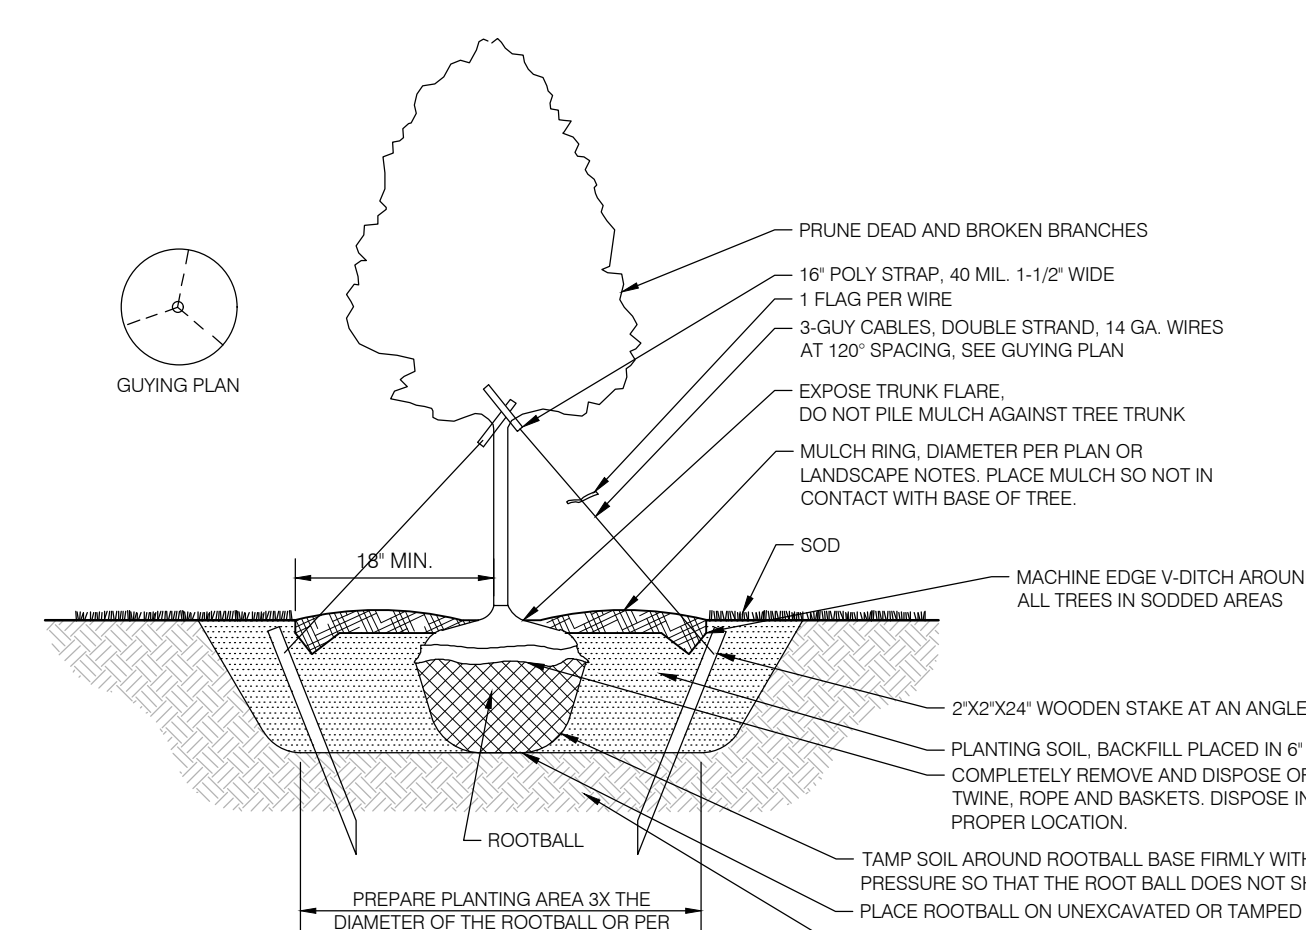 PRUNE DEAD AND BROKEN BRANCHES
16" POLY STRAP, 40 MIL. 1-1/2" WIDE
1 FLAG PER WIRE
3-GUY CABLES, DOUBLE STRAND, 14 GA. WIRES
AT 120° SPACING, SEE GUYING PLAN
GUYING PLAN
EXPOSE TRUNK FLARE,
DO NOT PILE MULCH AGAINST TREE TRUNK
MULCH RING, DIAMETER PER PLAN OR
LANDSCAPE NOTES. PLACE MULCH SO NOT IN
CONTACT WITH BASE OF TREE.
SOD
18" MIN.
MACHINE EDGE V-DITCH AROUN
ALL TREES IN SODDED AREAS
2"X2"X24" WOODEN STAKE AT AN ANGLE
PLANTING SOIL, BACKFILL PLACED IN 6"
COMPLETELY REMOVE AND DISPOSE OF
TWINE, ROPE AND BASKETS. DISPOSE IN
PROPER LOCATION.
ROOTBALL
TAMP SOIL AROUND ROOTBALL BASE FIRMLY WITH
PRESSURE SO THAT THE ROOT BALL DOES NOT SH
PLACE ROOTBALL ON UNEXCAVATED OR TAMPED
PREPARE PLANTING AREA 3X THE
DIAMETER OF THE ROOTBALL OR PER